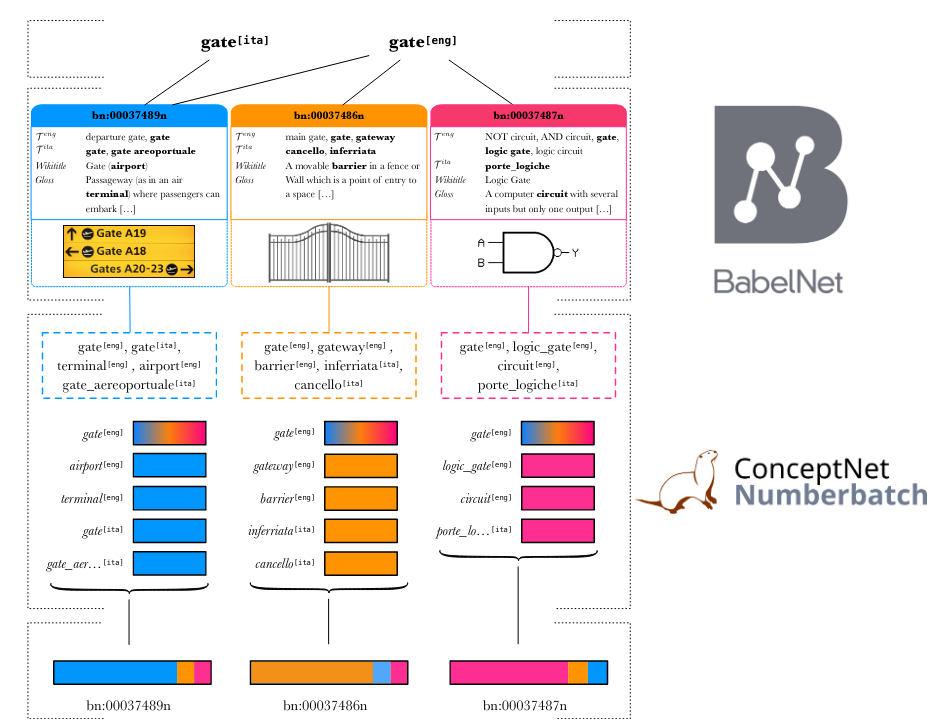 gate[ita] gate[eng]
bn:00037489n
𝒯 eng departure gate, gate
𝒯 ita gate, gate areoportuale
Wikititle Gate (airport)
Gloss Passageway (as in an air
terminal) where passengers can
embark […]
Gate A19
Gate A18
Gates A20-23
bn:00037486n
𝒯 eng main gate, gate, gateway
𝒯 ita cancello, inferriata
Wikititle A movable barrier in a fence or
Gloss Wall which is a point of entry to
a space […]
bn:00037487n
𝒯 eng NOT circuit, AND circuit, gate,
logic gate, logic circuit
𝒯 ita porte_logiche
Wikititle Logic Gate
Gloss A computer circuit with several
inputs but only one output […]
A
B
Y
BabelNet
gate[eng], gate[ita],
terminal[eng] , airport[eng]
gate_aereoportuale[ita]
gate[eng], gateway[eng] ,
barrier[eng], inferriata[ita],
cancello[ita]
gate[eng], logic_gate[eng],
circuit[eng],
porte_logiche[ita]
gate[eng]
airport[eng]
terminal[eng]
gate[ita]
gate_aer…[ita]
gate[eng]
gateway[eng]
barrier[eng]
inferriata[ita]
cancello[ita]
gate[eng]
logic_gate[eng]
circuit[eng]
porte_lo…[ita]
ConceptNet
Numberbatch
bn:00037489n bn:00037486n bn:00037487n